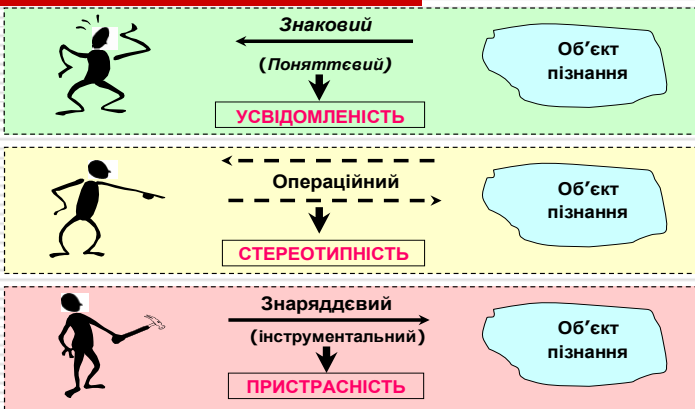 Знаковий
(Поняттєвий)
УСВІДОМЛЕНІСТЬ
Об′єкт
пізнання
Операційний
СТЕРЕОТИПНІСТЬ
Об′єкт
пізнання
Знаряддєвий
(інструментальний)
ПРИСТРАСНІСТЬ
Об′єкт
пізнання